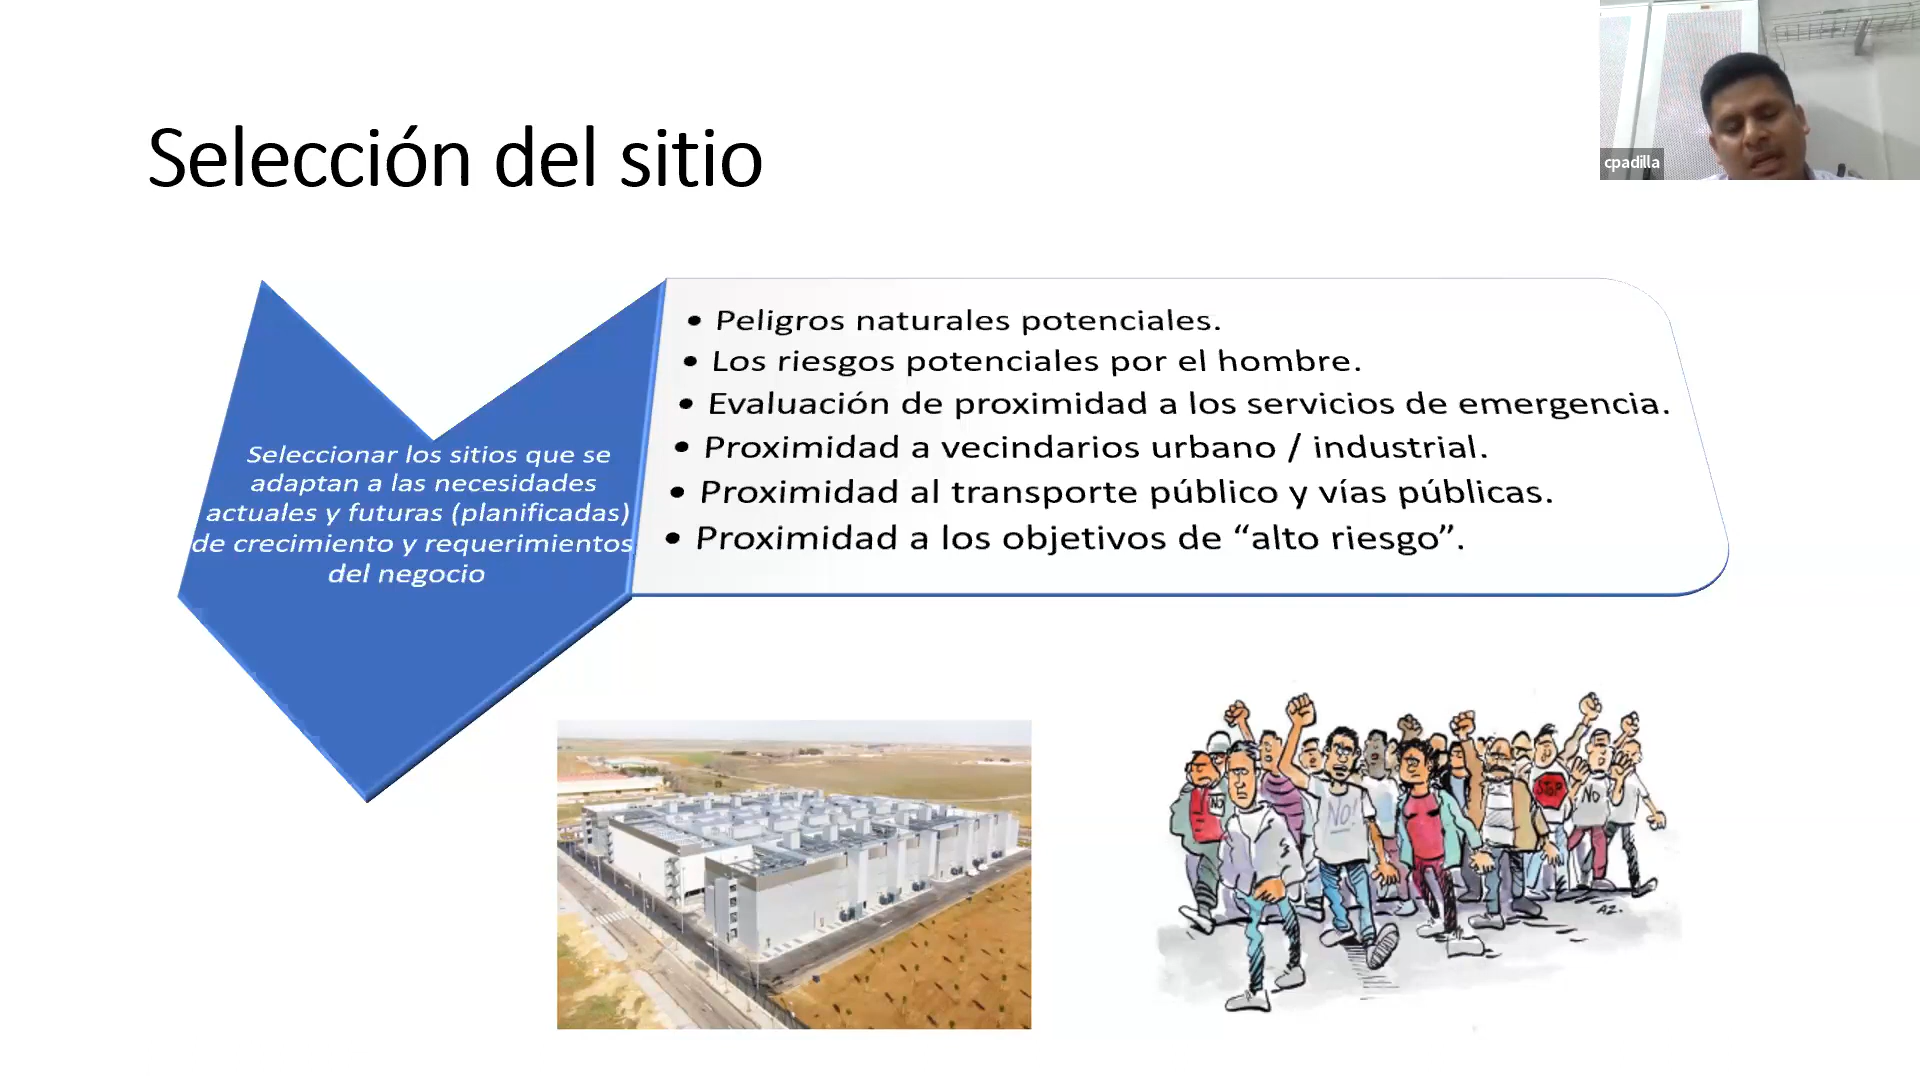 cpadilla
Selección del sitio
Seleccionar los sitios que se
adaptan a las necesidades
actuales y futuras (planificadas)
de crecimiento y requerimientos
del negocio
• Peligros naturales potenciales.
• Los riesgos potenciales por el hombre.
• Evaluación de proximidad a los servicios de emergencia.
• Proximidad a vecindarios urbano / industrial.
• Proximidad al transporte público y vías públicas.
• Proximidad a los objetivos de “alto riesgo”.
NO
NO!
STOP
NO
AZ.